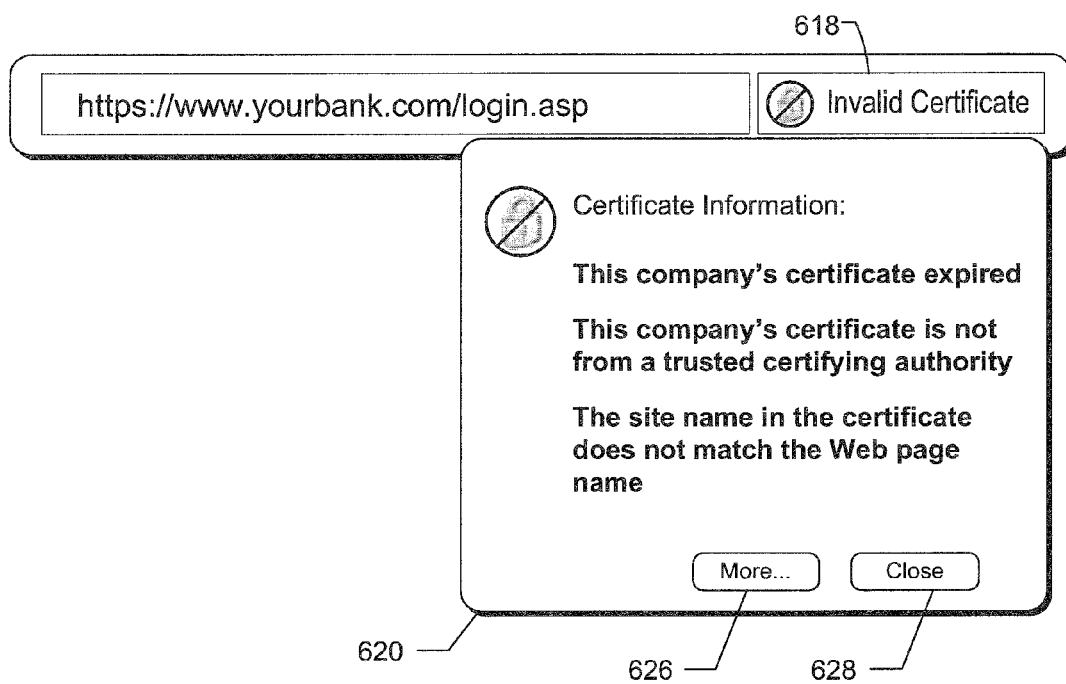 618
https://www.yourbank.com/login.asp
Invalid Certificate
Certificate Information:
This company's certificate expired
This company's certificate is not
from a trusted certifying authority
The site name in the certificate
does not match the Web page
name
More...
Close
620
626
628